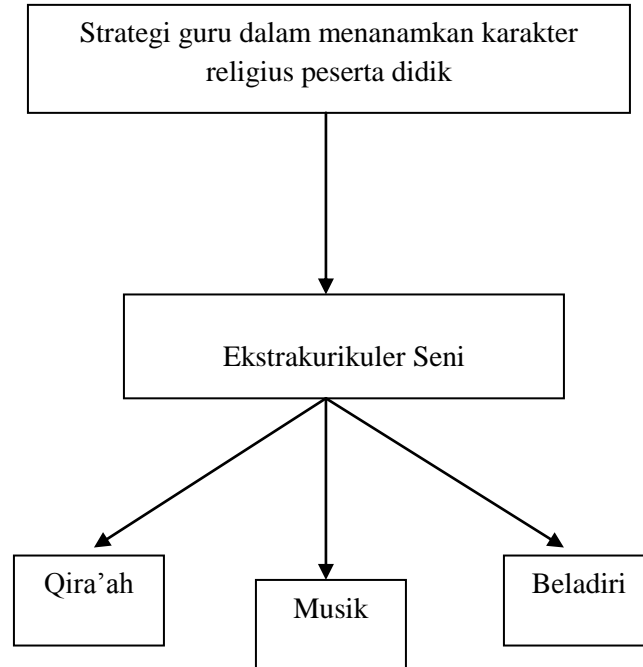 Strategi guru dalam menanamkan karakter
religius peserta didik
Ekstrakurikuler Seni
Qira’ah
Musik
Beladiri